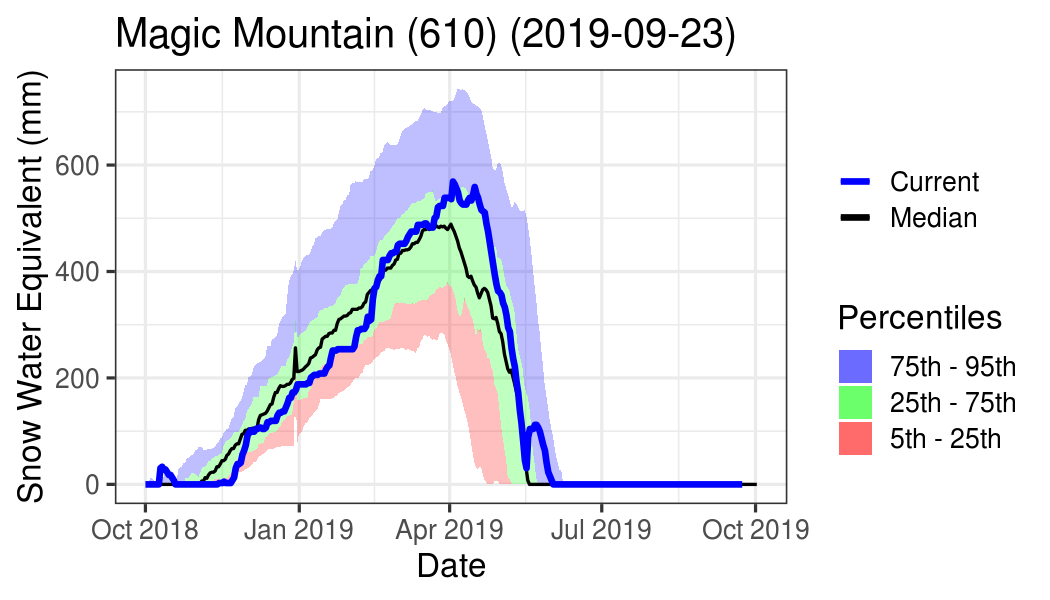 Magic Mountain (610) (2019-09-23)
Snow Water Equivalent (mm)
600
400
200
0
Oct 2018
Jan 2019
Apr 2019
Jul 2019
Oct 2019
Date
Current
Median
Percentiles
75th - 95th
25th - 75th
5th - 25th